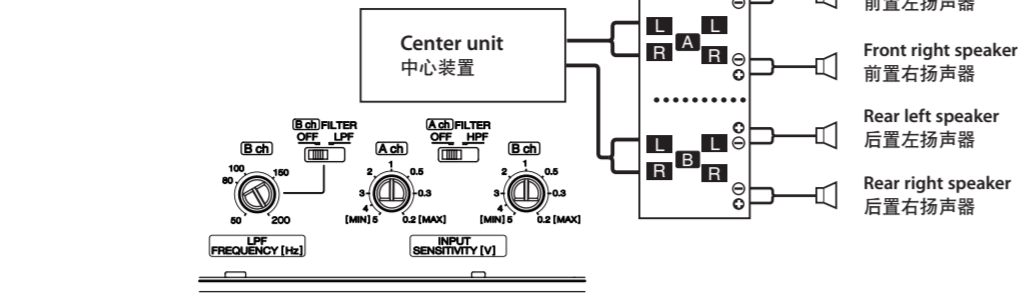 Center unit
中心装置
L
L
A
R
R
⊖
前置左扬声器
⊖
⊕
Front right speaker
前置右扬声器
⊕
⊖
Rear left speaker
后置左扬声器
L
L
B
R
R
⊖
⊕
Rear right speaker
后置右扬声器
B ch FILTER
OFF LPF
A ch FILTER
OFF HPF
B ch
A ch
B ch
80 100 150
50 200
1
2 0.5
3 0.3
4
[MIN] 5 0.2 [MAX]
1
2 0.5
3 0.3
4
[MIN] 5 0.2 [MAX]
LPF
FREQUENCY [Hz]
INPUT
SENSITIVITY [V]